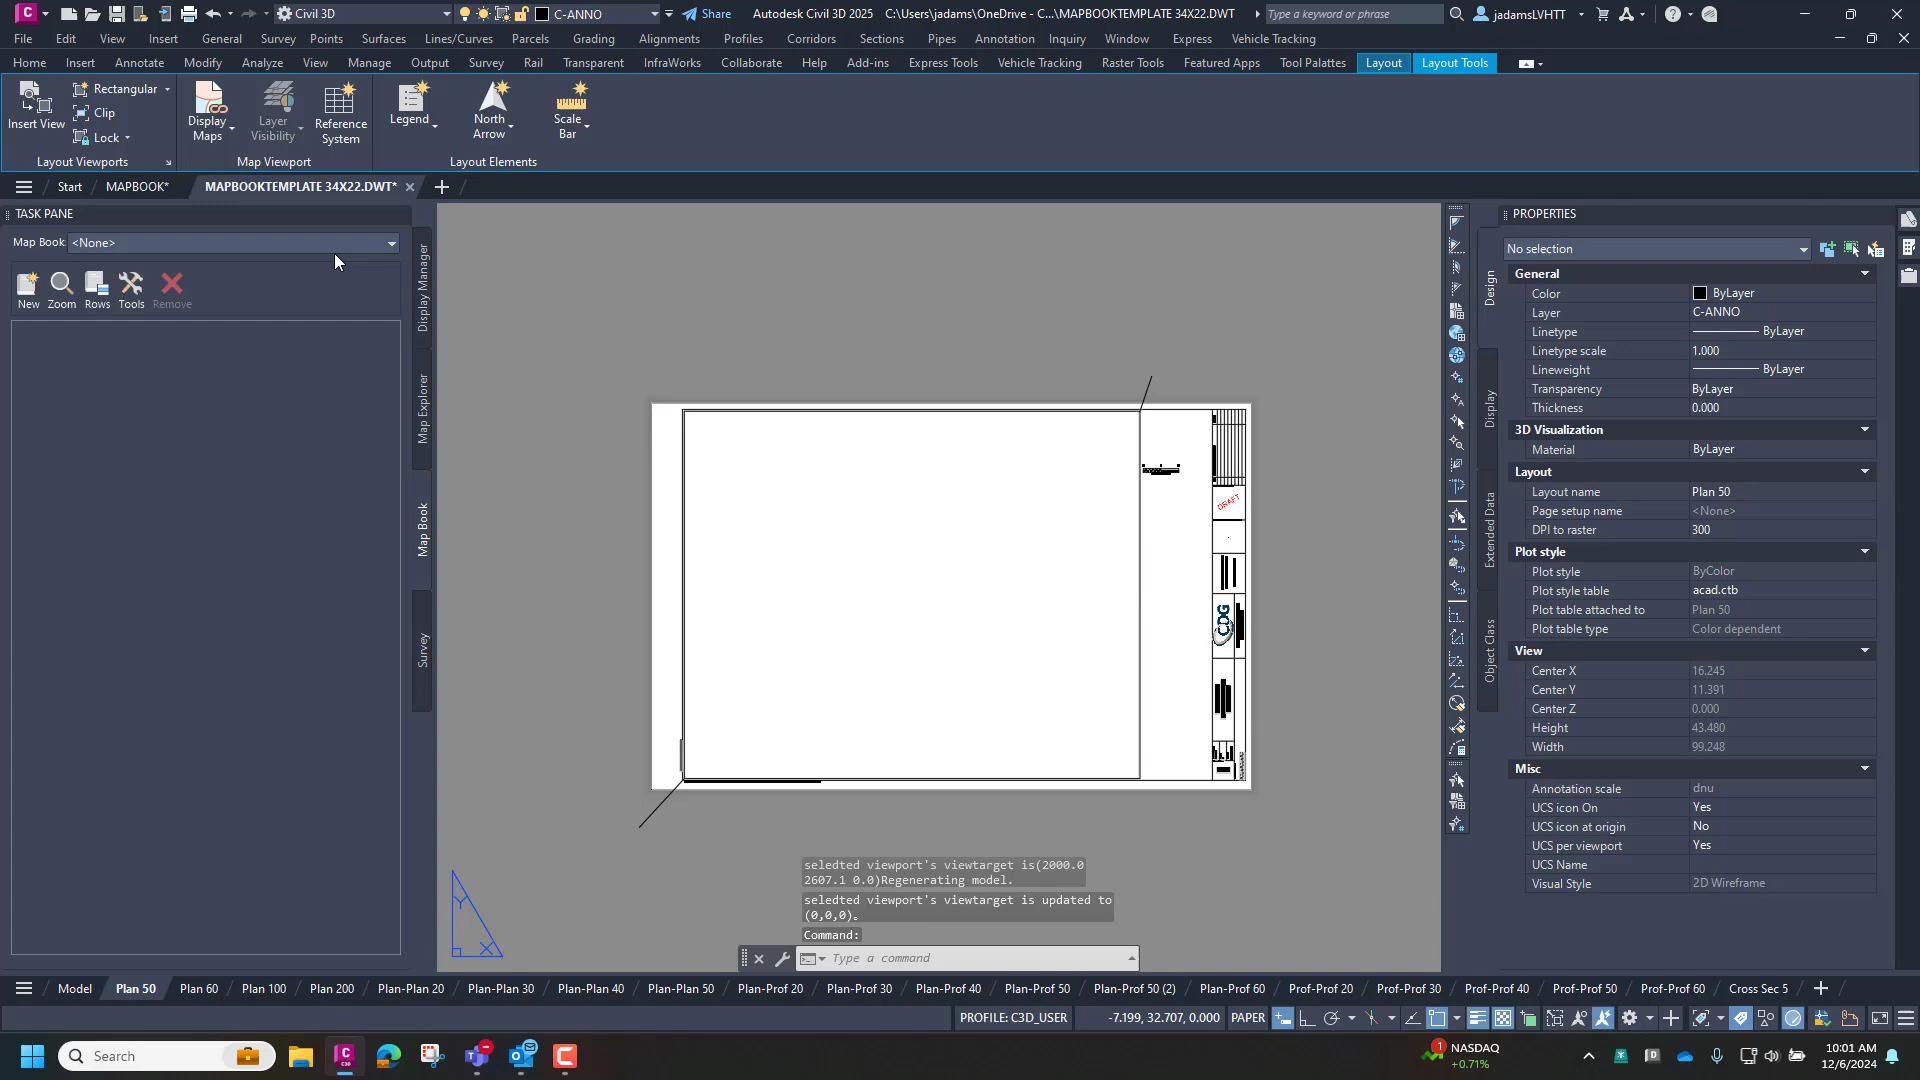 Civil 3D
C-ANNO
Share
Autodesk Civil 3D 2025 C:\Users\jadams\OneDrive - C...\MAPBOOKTEMPLATE 34X22.DWT
Type a keyword or phrase
jadamsLVHTT
File Edit View Insert General Survey Points Surfaces Lines/Curves Parcels Grading Alignments Profiles Corridors Sections Pipes Annotation Inquiry Window Express Vehicle Tracking
Home Insert Annotate Modify Analyze View Manage Output Survey Rail Transparent InfraWorks Collaborate Help Add-ins Express Tools Vehicle Tracking Raster Tools Featured Apps Tool Palettes Layout Layout Tools
Insert View
Rectangular
Clip
Lock
Display Maps
Layer Visibility
Reference System
Legend
North Arrow
Scale Bar
Layout Viewports
Map Viewport
Layout Elements
Start MAPBOOK* MAPBOOKTEMPLATE 34X22.DWT*
TASK PANE
Map Book: <None>
New Zoom Rows Tools Remove
Display Manager
Map Explorer
Map Book
Survey
DRAFT
CDG
seledted viewport's viewtarget is(2000.0
2607.1 0.0)Regenerating model.
seledted viewport's viewtarget is updated to
(0,0,0)。
Command:
Type a command
Y
X
PROPERTIES
No selection
Design
Display
Extended Data
Object Class
General
Color ByLayer
Layer C-ANNO
Linetype ByLayer
Linetype scale 1.000
Lineweight ByLayer
Transparency ByLayer
Thickness 0.000
3D Visualization
Material ByLayer
Layout
Layout name Plan 50
Page setup name <None>
DPI to raster 300
Plot style
Plot style ByColor
Plot style table acad.ctb
Plot table attached to Plan 50
Plot table type Color dependent
View
Center X 16.245
Center Y 11.391
Center Z 0.000
Height 43.480
Width 99.248
Misc
Annotation scale dnu
UCS icon On Yes
UCS icon at origin No
UCS per viewport Yes
UCS Name
Visual Style 2D Wireframe
Model Plan 50 Plan 60 Plan 100 Plan 200 Plan-Plan 20 Plan-Plan 30 Plan-Plan 40 Plan-Plan 50 Plan-Prof 20 Plan-Prof 30 Plan-Prof 40 Plan-Prof 50 Plan-Prof 50 (2) Plan-Prof 60 Prof-Prof 20 Prof-Prof 30 Prof-Prof 40 Prof-Prof 50 Prof-Prof 60 Cross Sec 5
PROFILE: C3D_USER -7.199, 32.707, 0.000 PAPER
Search
NASDAQ
+0.71%
10:01 AM
12/6/2024